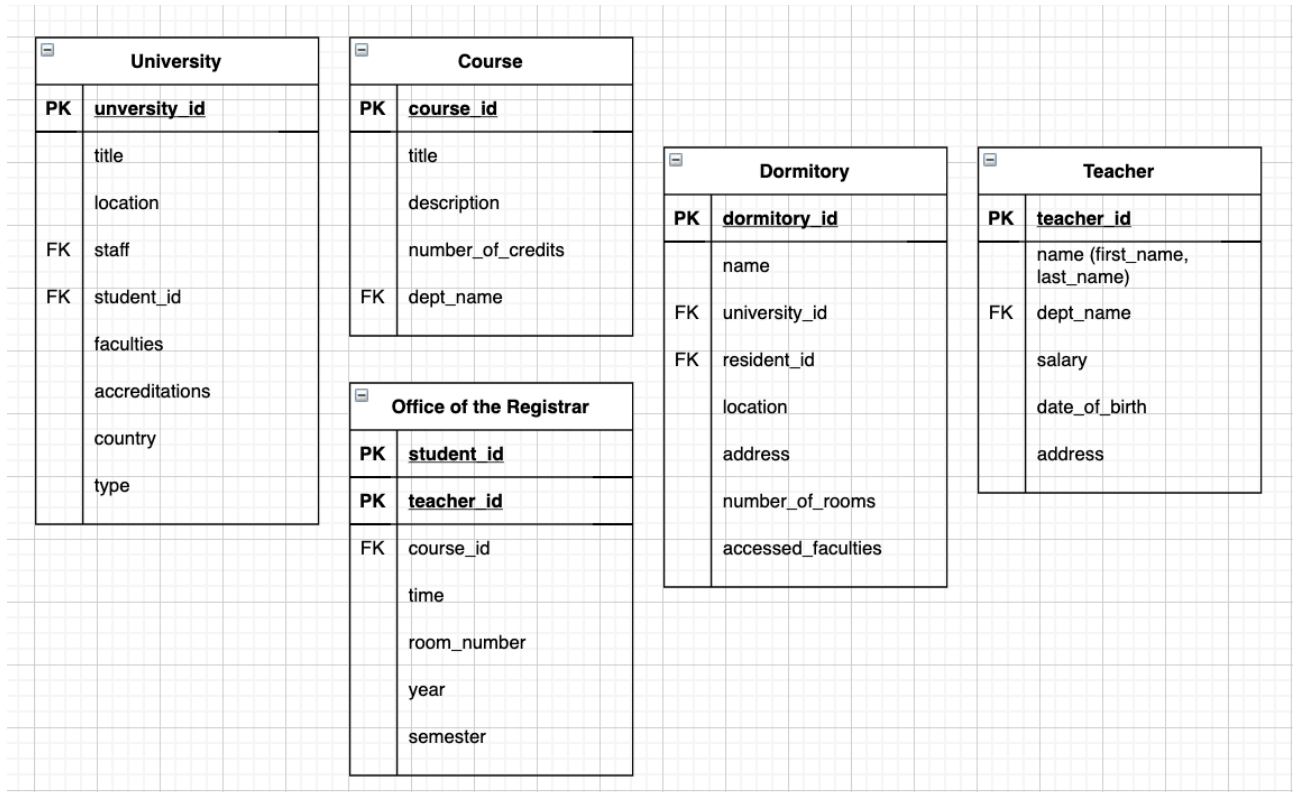 University
PK unversity_id
title
location
FK staff
FK student_id
faculties
accreditations
country
type
Course
PK course_id
title
description
number_of_credits
FK dept_name
Office of the Registrar
PK student_id
PK teacher_id
FK course_id
time
room_number
year
semester
Dormitory
PK dormitory_id
name
FK university_id
FK resident_id
location
address
number_of_rooms
accessed_faculties
Teacher
PK teacher_id
name (first_name,
last_name)
FK dept_name
salary
date_of_birth
address